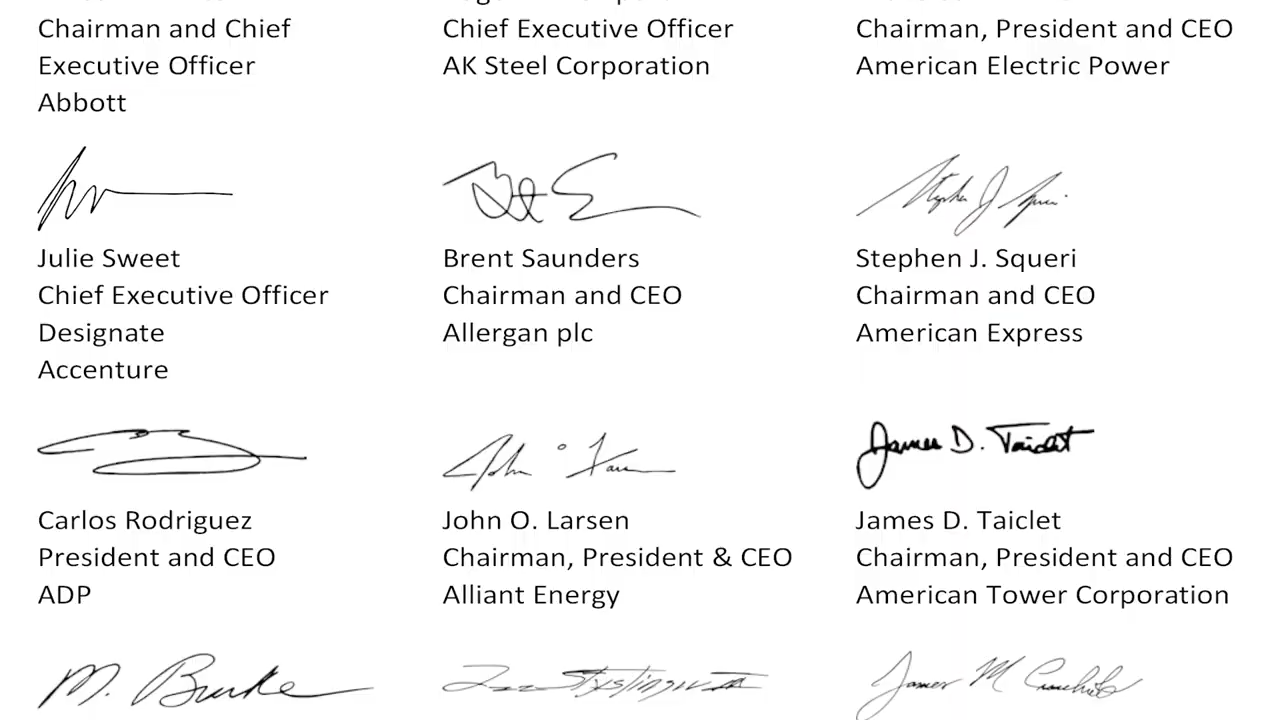 Chairman and Chief
Executive Officer
Abbott
Chief Executive Officer
AK Steel Corporation
Chairman, President and CEO
American Electric Power
Julie Sweet
Chief Executive Officer
Designate
Accenture
Brent Saunders
Chairman and CEO
Allergan plc
Stephen J. Squeri
Stephen J. Squeri
Chairman and CEO
American Express
Carlos Rodriguez
President and CEO
ADP
John O. Larsen
Chairman, President & CEO
Alliant Energy
James D. Taiclet
James D. Taiclet
Chairman, President and CEO
American Tower Corporation
M. Burke
James M